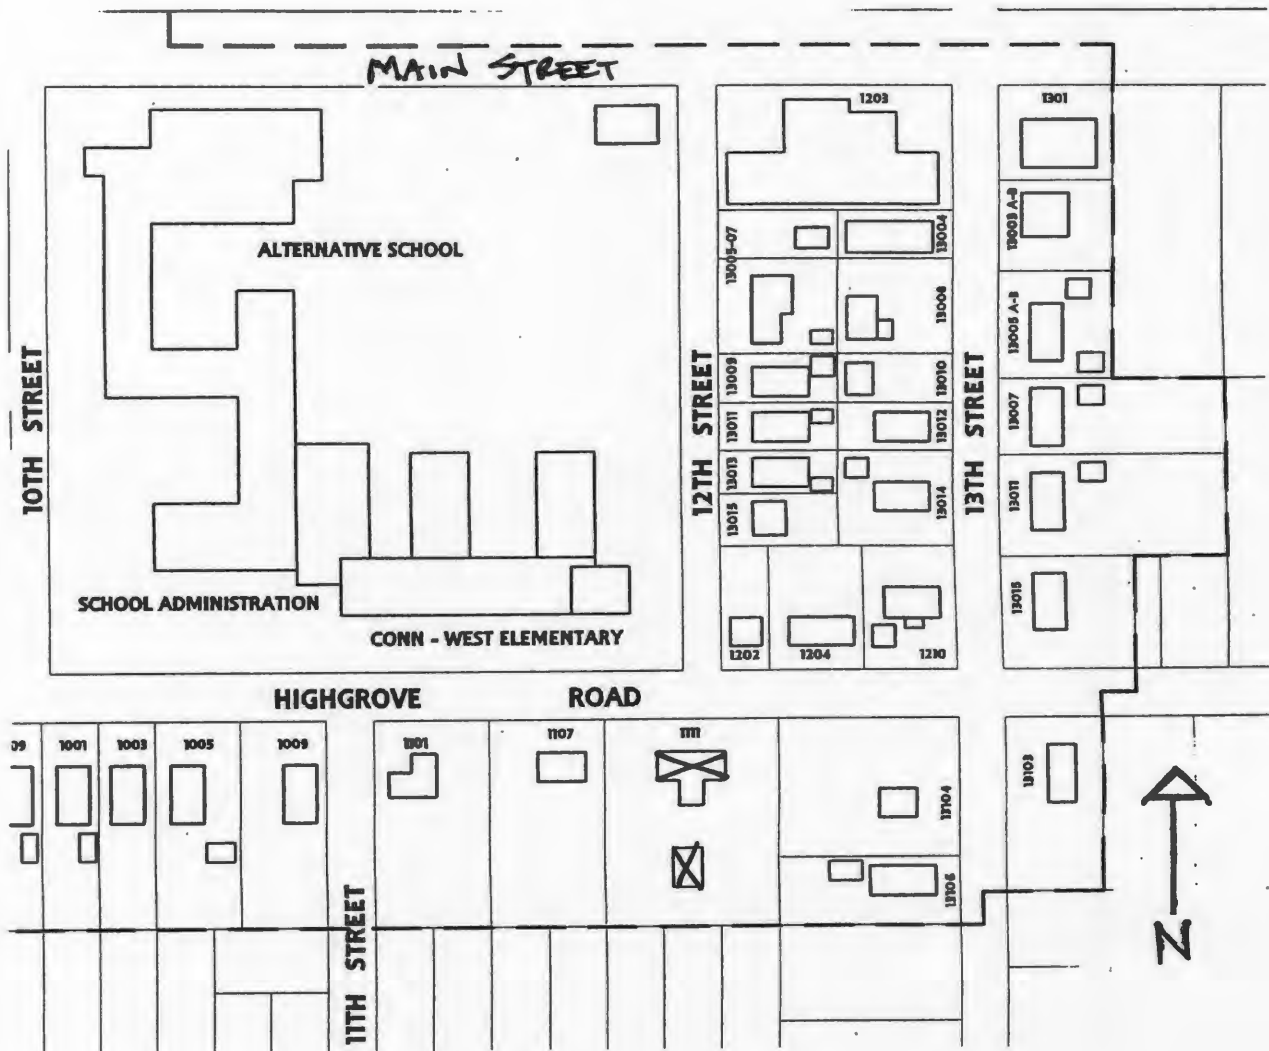 MAIN STREET
1203
1301
13003 A-B
13004
13005-07
ALTERNATIVE SCHOOL
13008
13005 A-B
10TH STREET
12TH STREET
13TH STREET
13009
13010
13007
13011
13012
13013
13014
13011
13015
13015
SCHOOL ADMINISTRATION
CONN - WEST ELEMENTARY
1202
1204
1210
HIGHGROVE ROAD
09
1001
1003
1005
1009
1101
1107
1111
13103
13104
13106
11TH STREET
N